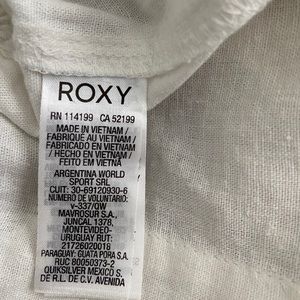 ROXY
RN 114199 CA 52199
MADE IN VIETNAM /
FABRIQUÉ AU VIETNAM /
FABRICADO EN VIETNAM
/ HECHO EN VIETNAM /
FEITO EM VIETNÃ
ARGENTINA WORLD
SPORT SRL
CUIT: 30-69120930-6
NUMERO DE VOLUNTARIO:
v-337/QW
MAVROSUR S.A.,
JUNCAL 1378,
MONTEVIDEO-
URUGUAY RUT:
217260200018
PARAGUAY: GUATA PORA S.A.
RUC 80050373-2
QUIKSILVER MEXICO S.
DE R.L. DE C.V. AVENIDA